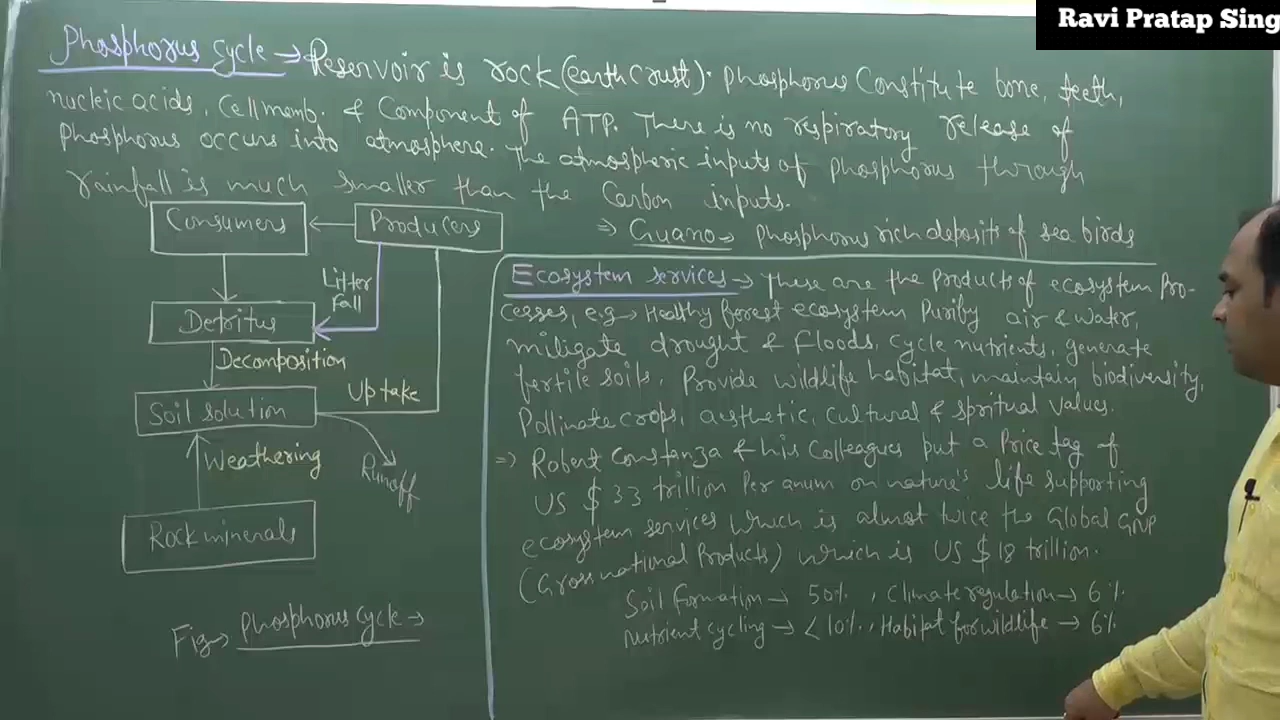 Ravi Pratap Sing
Phosphorus Cycle → Reservoir is rock (earth crust). Phosphorus Constitute bone, teeth,
nucleic acids, Cell memb. & Component of ATP. There is no respiratory release of
Phosphorus occurs into atmosphere. The atmospheric inputs of phosphorus through
rainfall is much smaller than the Carbon inputs.
⇒ Guano → Phosphorus rich deposits of sea birds
Consumers
Producers
Litter
fall
Detritus
Decomposition
Uptake
Soil solution
Weathering
Runoff
Rock minerals
Fig → Phosphorus cycle →
Ecosystem services → These are the Products of ecosystem Pro-
cesses, e.g → Healthy forest ecosystem Purify air & water,
mitigate drought & floods, cycle nutrients, generate
fertile soils, Provide wildlife habitat, maintain biodiversity,
Pollinate crops, aesthetic, cultural & spritual values.
⇒ Robert Constanza & his Colleagues put a Price tag of
US $ 33 trillion Per anum on nature's life supporting
ecosystem services which is almost twice the Global GNP
(Gross national Products) which is US $ 18 trillion.
Soil formation → 50%, Climate regulation → 6%
Nutrient cycling → < 10%, Habitat for wildlife → 6%